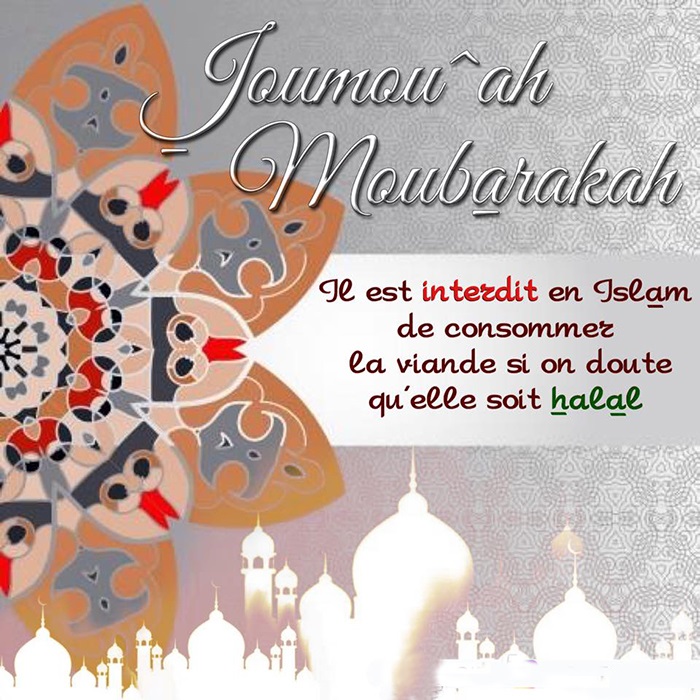 Joumou^ah
Moubarakah
Il est interdit en Islam
de consommer
la viande si on doute
qu'elle soit halal